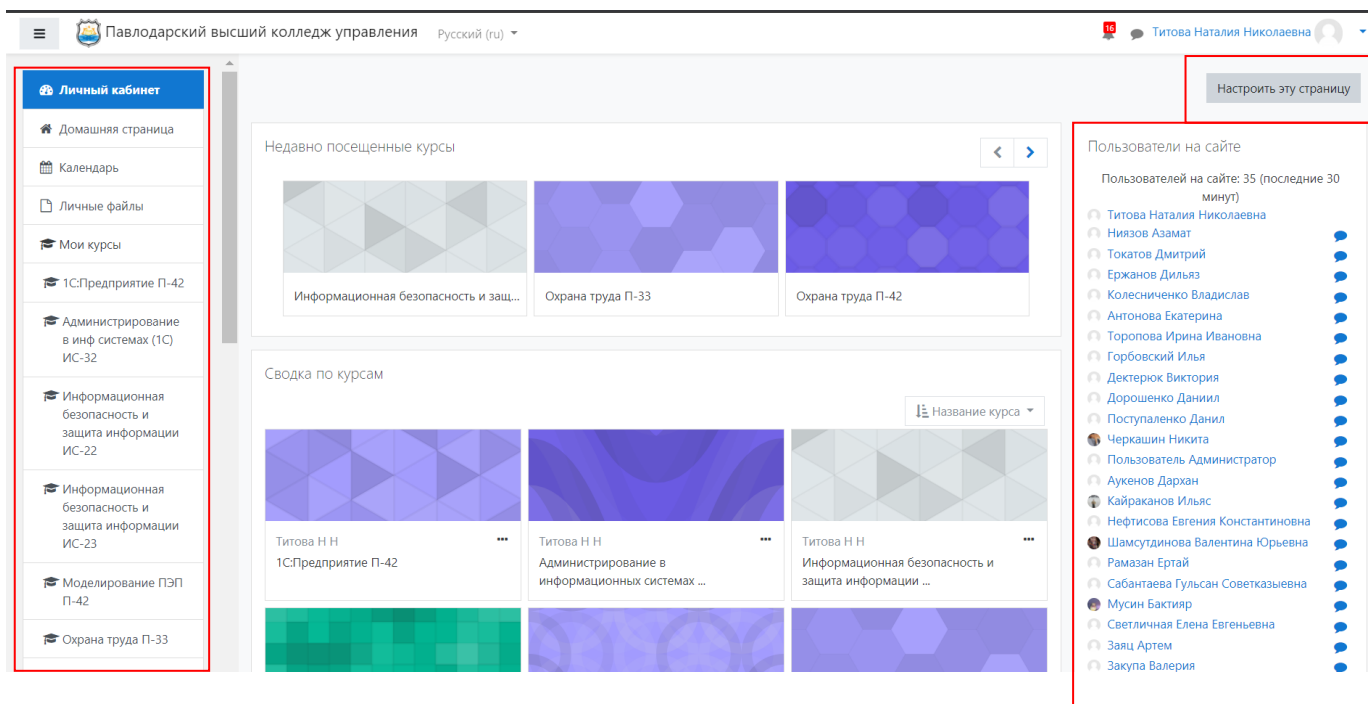 Павлодарский высший колледж управления Русский (ru)
16
Титова Наталия Николаевна
Личный кабинет
Домашняя страница
Календарь
Личные файлы
Мои курсы
1С:Предприятие П-42
Администрирование
в инф системах (1С)
ИС-32
Информационная
безопасность и
защита информации
ИС-22
Информационная
безопасность и
защита информации
ИС-23
Моделирование ПЭП
П-42
Охрана труда П-33
Настроить эту страницу
Недавно посещенные курсы
Информационная безопасность и защ...
Охрана труда П-33
Охрана труда П-42
Сводка по курсам
Название курса
Титова Н Н
1С:Предприятие П-42
Титова Н Н
Администрирование в
информационных системах ...
Титова Н Н
Информационная безопасность и
защита информации ...
Пользователи на сайте
Пользователей на сайте: 35 (последние 30
минут)
Титова Наталия Николаевна
Ниязов Азамат
Токатов Дмитрий
Ержанов Дильяз
Колесниченко Владислав
Антонова Екатерина
Торопова Ирина Ивановна
Горбовский Илья
Дектерюк Виктория
Дорошенко Даниил
Поступаленко Данил
Черкашин Никита
Пользователь Администратор
Аукенов Дархан
Кайраканов Ильяс
Нефтисова Евгения Константиновна
Шамсутдинова Валентина Юрьевна
Рамазан Ертай
Сабантаева Гульсан Советказыевна
Мусин Бактияр
Светличная Елена Евгеньевна
Заяц Артем
Закупа Валерия